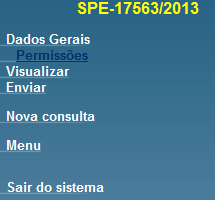 SPE-17563/2013
Dados Gerais
Permissões
Visualizar
Enviar
Nova consulta
Menu
Sair do sistema